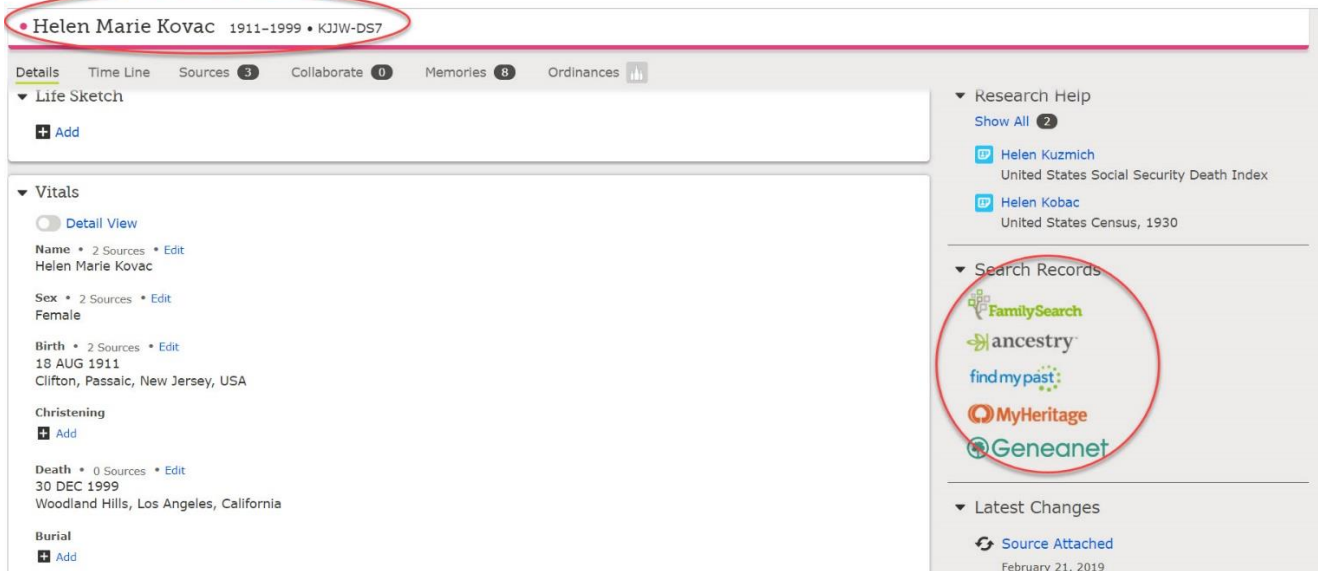 Helen Marie Kovac 1911–1999 • KJJW-DS7
Details Time Line Sources 3 Collaborate 0 Memories 8 Ordinances
Life Sketch
Add
Vitals
Detail View
Name • 2 Sources • Edit
Helen Marie Kovac
Sex • 2 Sources • Edit
Female
Birth • 2 Sources • Edit
18 AUG 1911
Clifton, Passaic, New Jersey, USA
Christening
Add
Death • 0 Sources • Edit
30 DEC 1999
Woodland Hills, Los Angeles, California
Burial
Add
Research Help
Show All 2
Helen Kuzmich
United States Social Security Death Index
Helen Kobac
United States Census, 1930
Search Records
FamilySearch
ancestry
findmypast
MyHeritage
Geneanet
Latest Changes
Source Attached
February 21, 2019